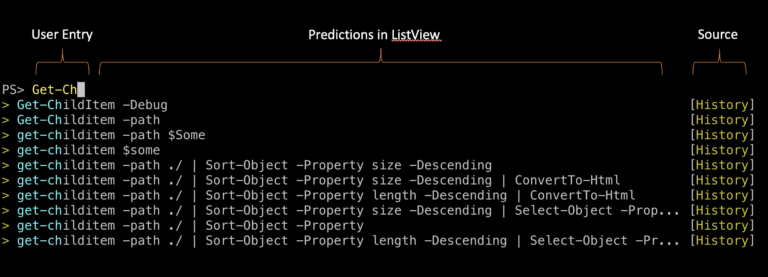 User Entry Predictions in ListView Source
PS> Get-Ch
> Get-ChildItem -Debug [History]
> Get-Childitem -path [History]
> get-childitem -path $Some [History]
> get-childitem $some [History]
> get-childitem -path ./ | Sort-Object -Property size -Descending [History]
> get-childitem -path ./ | Sort-Object -Property size -Descending | ConvertTo-Html [History]
> get-childitem -path ./ | Sort-Object -Property length -Descending | ConvertTo-Html [History]
> get-childitem -path ./ | Sort-Object -Property size -Descending | Select-Object -Prop... [History]
> get-childitem -path ./ | Sort-Object -Property [History]
> get-childitem -path ./ | Sort-Object -Property length -Descending | Select-Object -Pr... [History]